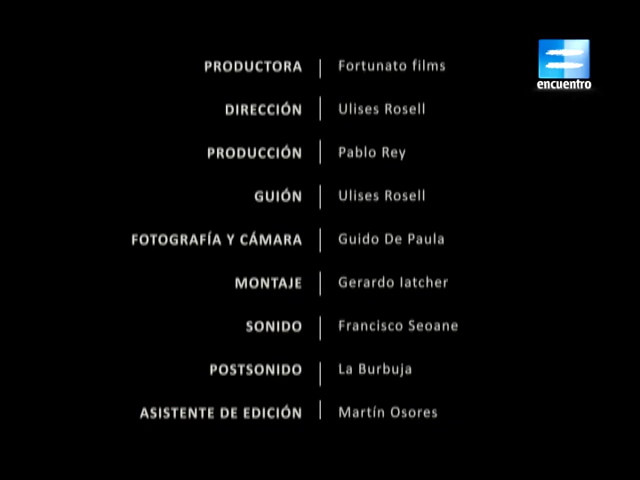 PRODUCTORA | Fortunato films
DIRECCIÓN | Ulises Rosell
PRODUCCIÓN | Pablo Rey
GUIÓN | Ulises Rosell
FOTOGRAFÍA Y CÁMARA | Guido De Paula
MONTAJE | Gerardo Iatcher
SONIDO | Francisco Seoane
POSTSONIDO | La Burbuja
ASISTENTE DE EDICIÓN | Martín Osores
encuentro